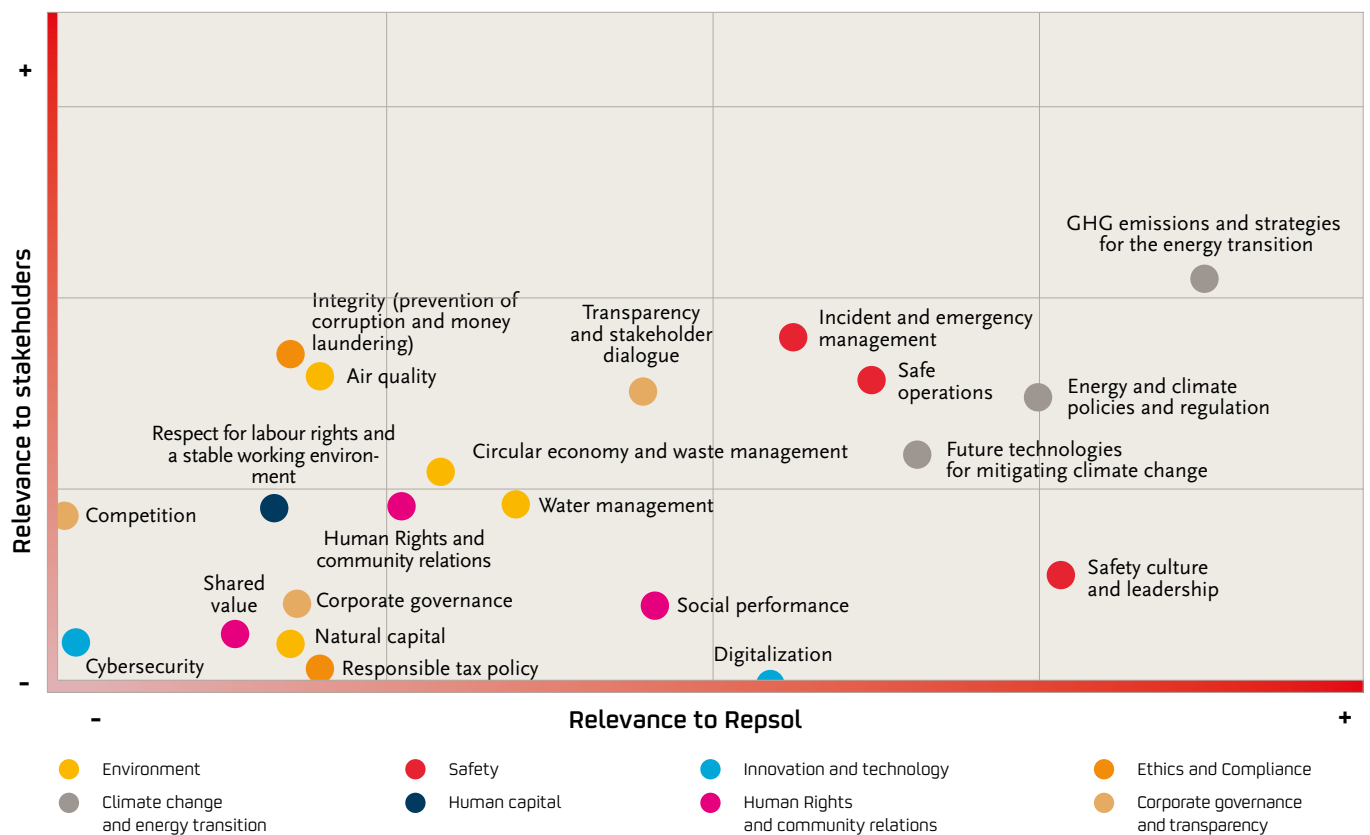 +
Relevance to stakeholders
-
GHG emissions and strategies
for the energy transition
Integrity (prevention of
corruption and money
laundering)
Air quality
Transparency
and stakeholder
dialogue
Incident and emergency
management
Safe
operations
Energy and climate
policies and regulation
Respect for labour rights and
a stable working environ-
ment
Circular economy and waste management
Future technologies
for mitigating climate change
Competition
Water management
Human Rights and
community relations
Shared
value
Corporate governance
Safety culture
and leadership
Social performance
Natural capital
Cybersecurity
Responsible tax policy
Digitalization
-
Relevance to Repsol
+
Environment
Safety
Innovation and technology
Ethics and Compliance
Climate change
and energy transition
Human capital
Human Rights
and community relations
Corporate governance
and transparency